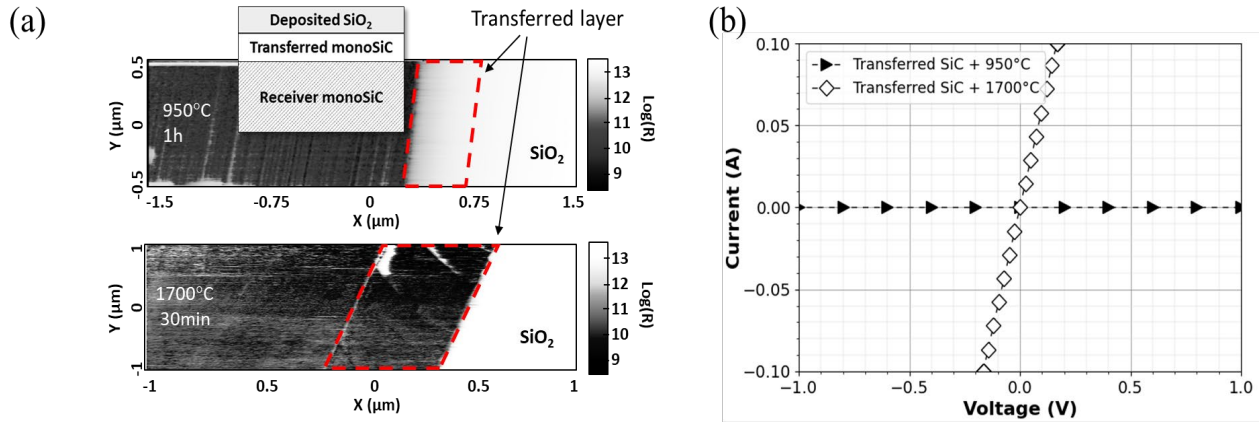 (a)
Deposited SiO₂
Transferred monoSiC
Receiver monoSiC
Transferred layer
950°C
1h
SiO₂
Y (μm)
0.5
0
-0.5
-1.5
-0.75
0
0.75
1.5
X (μm)
13
12
11
10
9
Log(R)
1700°C
30min
SiO₂
Y (μm)
1
0
-1
-1
0.5
0
0.5
1
X (μm)
13
12
11
10
9
Log(R)
(b)
Transferred SiC + 950°C
Transferred SiC + 1700°C
Current (A)
0.10
0.05
0.00
−0.05
−0.10
−1.0
−0.5
0.0
0.5
1.0
Voltage (V)